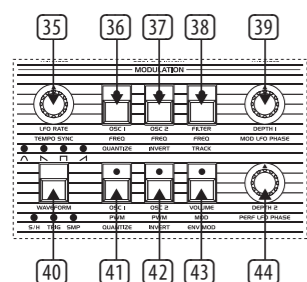 35 36 37 38 39
MODULATION
LFO RATE OSC 1 OSC 2 FILTER DEPTH 1
TEMPO SYNC FREQ FREQ FREQ MOD LFO PHASE
QUANTIZE INVERT TRACK
WAVEFORM OSC 1 OSC 2 VOLUME DEPTH 2
PWM PWM MOD PERF LFO PHASE
S/H TRIG SMP QUANTIZE INVERT ENV MOD
40 41 42 43 44